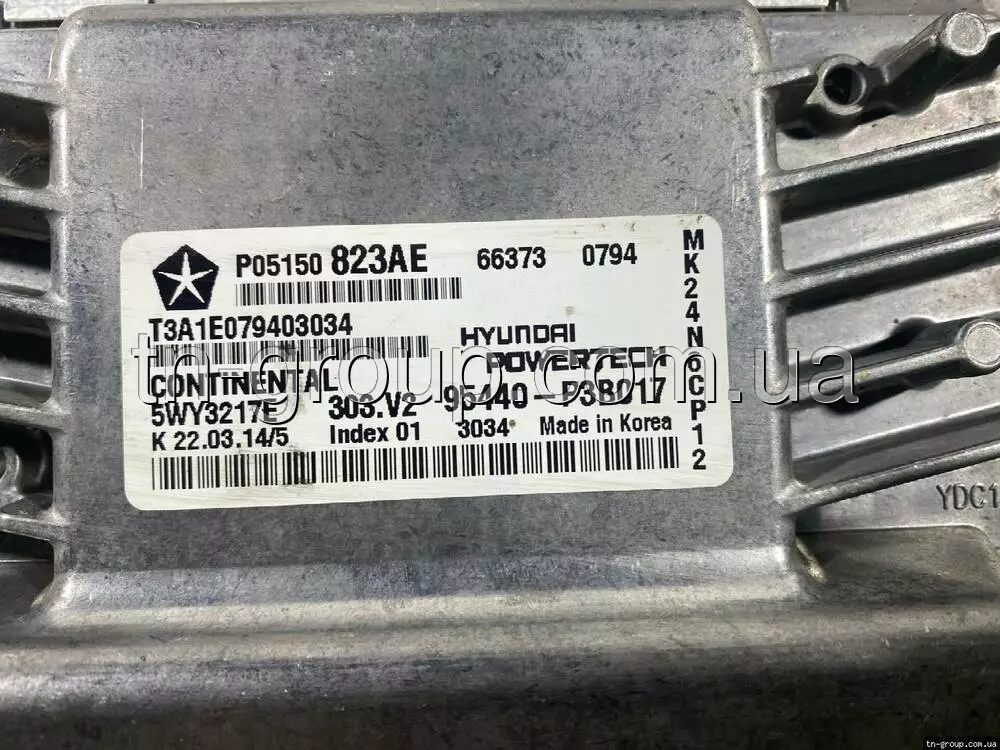 P05150 823AE 66373 0794
T3A1E079403034
HYUNDAI
POWERTECH
CONTINENTAL
5WY3217E 303.V2 95440 - P3B017
K 22.03.14/5 Index 01 3034 Made in Korea
MK24N6CP12
YDC1
tn-group.com.ua
tn-group.com.ua